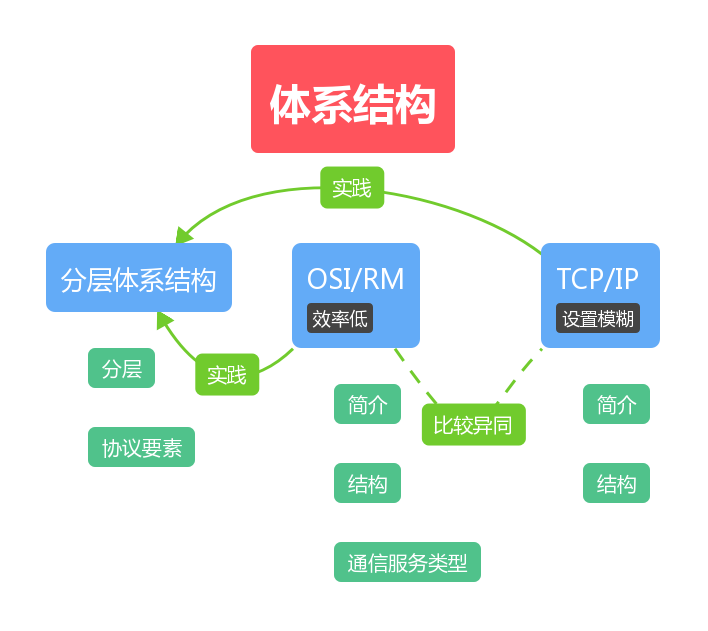 体系结构
实践
分层体系结构
OSI/RM
效率低
TCP/IP
设置模糊
实践
分层
协议要素
比较异同
简介
结构
通信服务类型
简介
结构